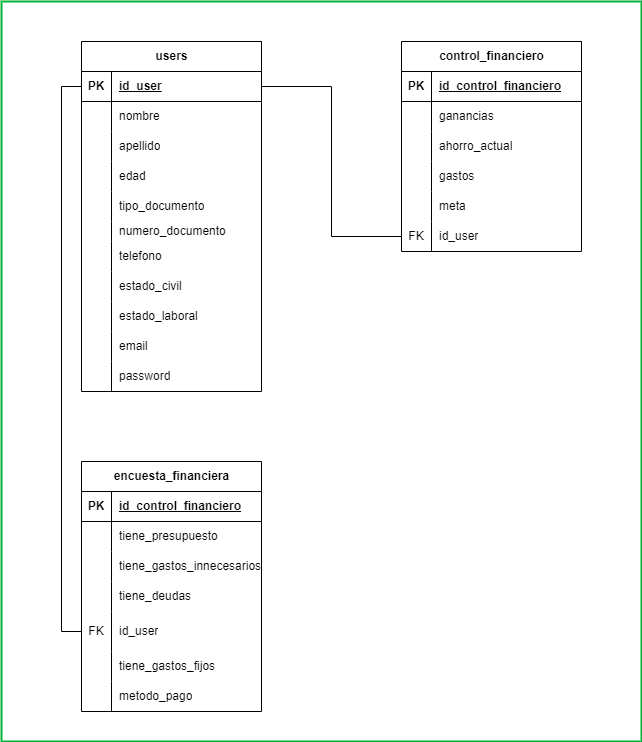 users
PK id_user
nombre
apellido
edad
tipo_documento
numero_documento
telefono
estado_civil
estado_laboral
email
password
control_financiero
PK id_control_financiero
ganancias
ahorro_actual
gastos
meta
FK id_user
encuesta_financiera
PK id_control_financiero
tiene_presupuesto
tiene_gastos_innecesarios
tiene_deudas
FK id_user
tiene_gastos_fijos
metodo_pago